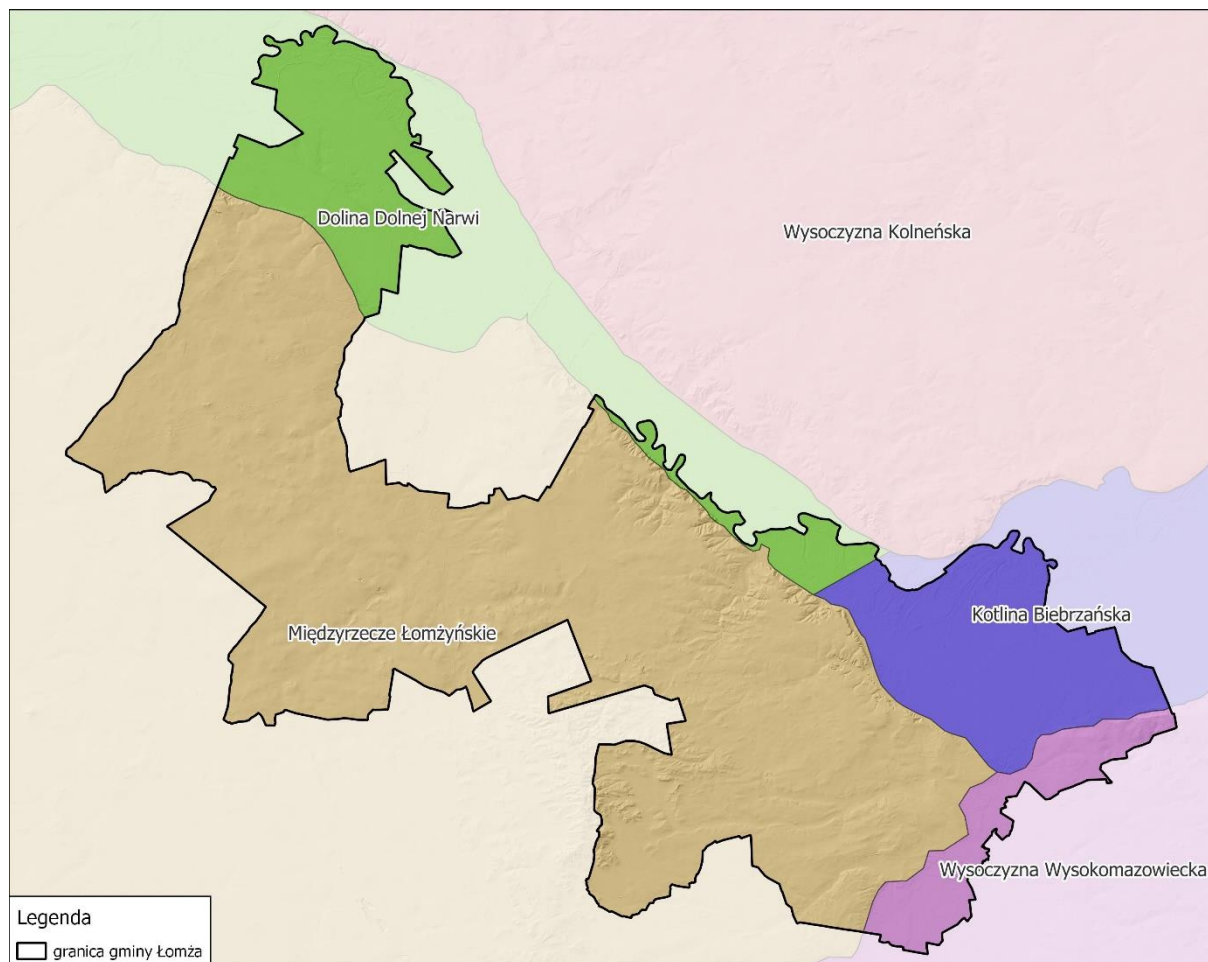 Dolina Dolnej Narwi
Wysoczyzna Kolneńska
Kotlina Biebrzańska
Międzyrzecze Łomżyńskie
Wysoczyzna Wysokomazowiecka
Legenda
granica gminy Łomża